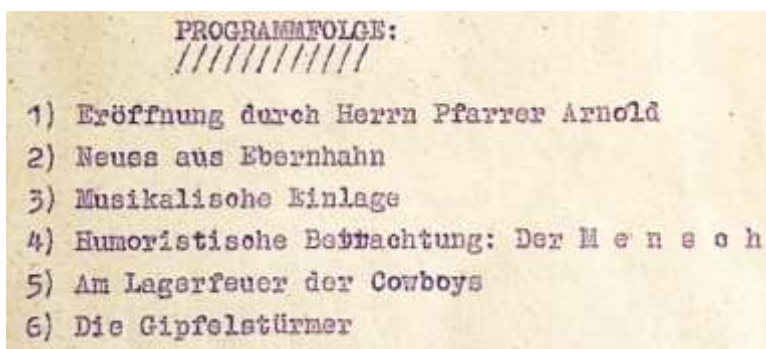 PROGRAMMFOLGE:
/////////////
1) Eröffnung durch Herrn Pfarrer Arnold
2) Neues aus Ebernhahn
3) Musikalische Einlage
4) Humoristische Betrachtung: Der M e n s c h
5) Am Lagerfeuer der Cowboys
6) Die Gipfelstürmer